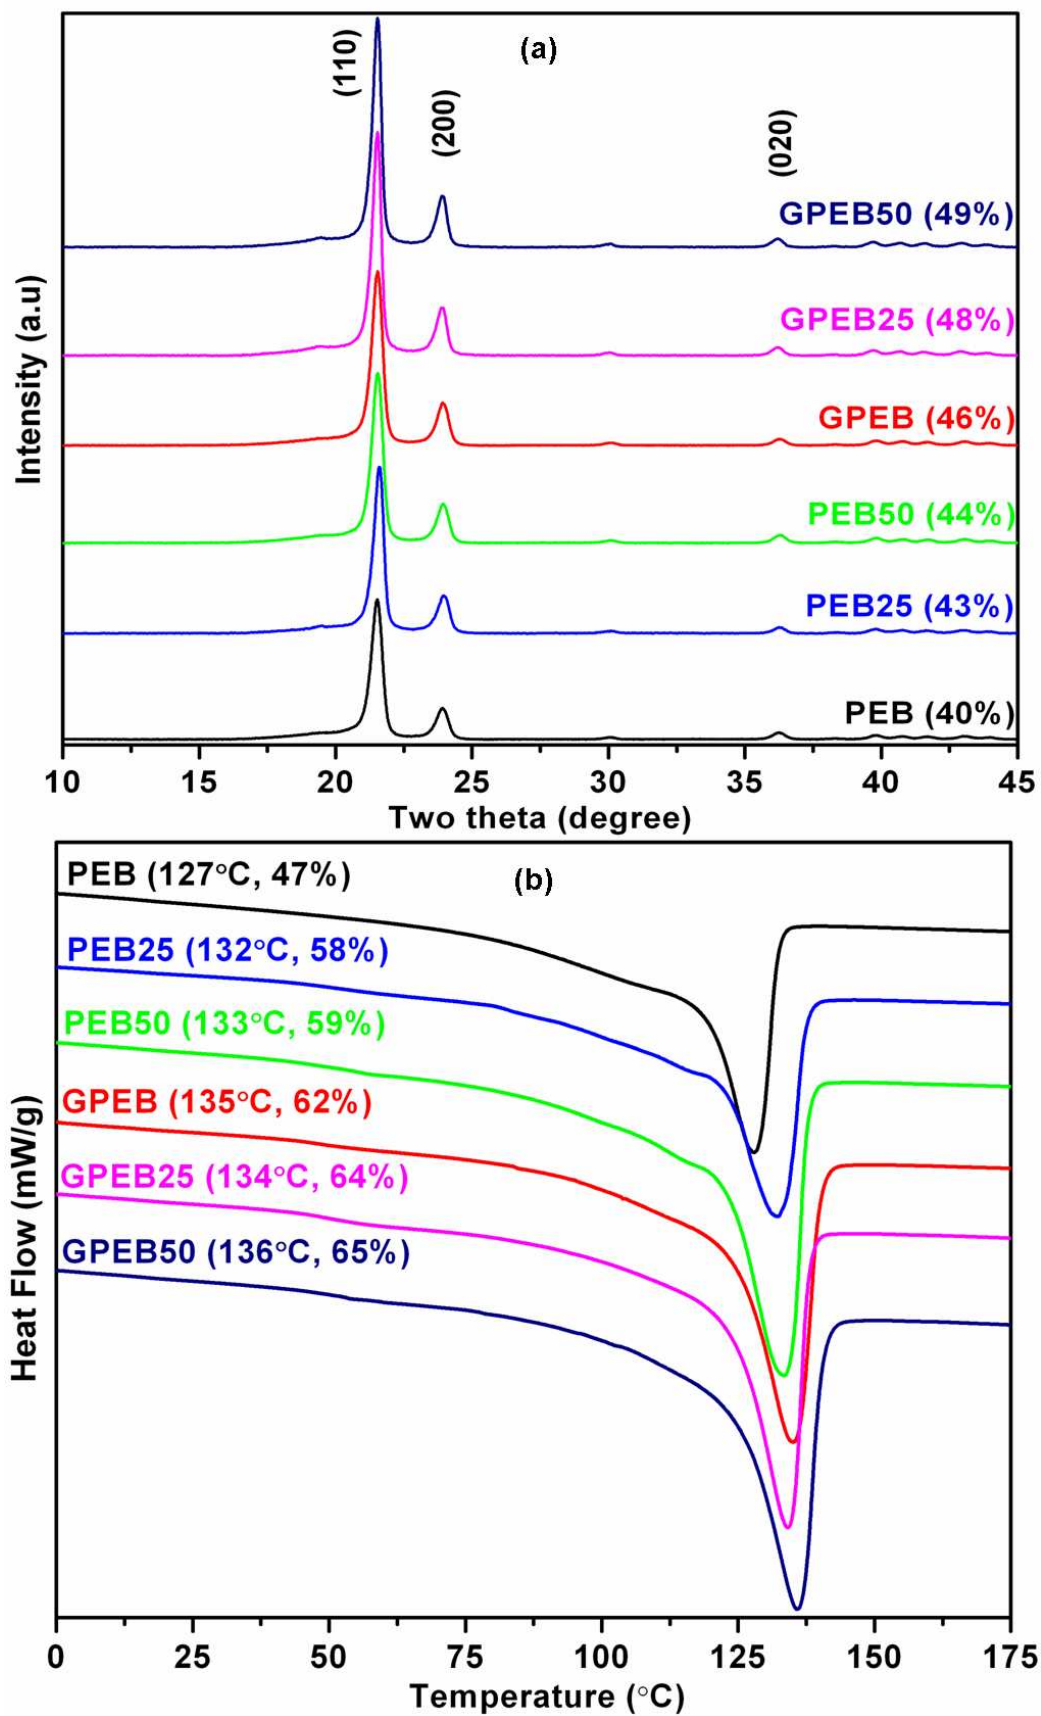 (a)
(110)
(200)
(020)
GPEB50 (49%)
GPEB25 (48%)
GPEB (46%)
PEB50 (44%)
PEB25 (43%)
PEB (40%)
Intensity (a.u)
10 15 20 25 30 35 40 45
Two theta (degree)
PEB (127°C, 47%)
(b)
PEB25 (132°C, 58%)
PEB50 (133°C, 59%)
GPEB (135°C, 62%)
GPEB25 (134°C, 64%)
GPEB50 (136°C, 65%)
Heat Flow (mW/g)
0 25 50 75 100 125 150 175
Temperature (°C)